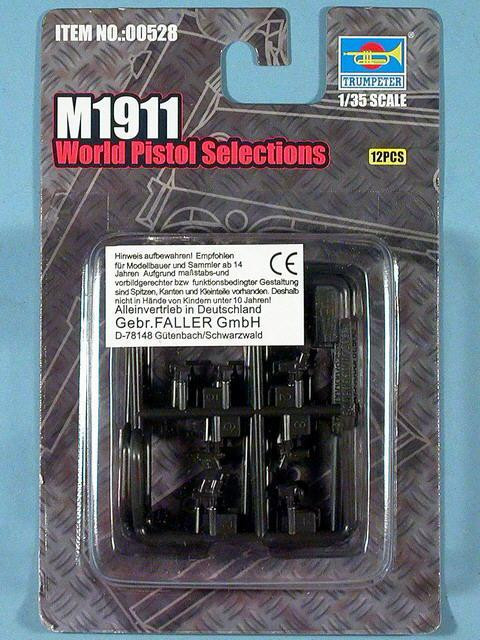 ITEM NO.:00528
TRUMPETER
®
1/35 SCALE
M1911
World Pistol Selections
12PCS
Hinweis aufbewahren! Empfohlen
für Modellbauer und Sammler ab 14
Jahren Aufgrund maßstabs-und
vorbildgerechter bzw funktionsbedingter Gestaltung
sind Spitzen, Kanten und Kleinteile vorhanden. Deshalb
nicht in Hände von Kindern unter 10 Jahren!
Alleinvertrieb in Deutschland
Gebr.FALLER GmbH
D-78148 Gütenbach/Schwarzwald
CE